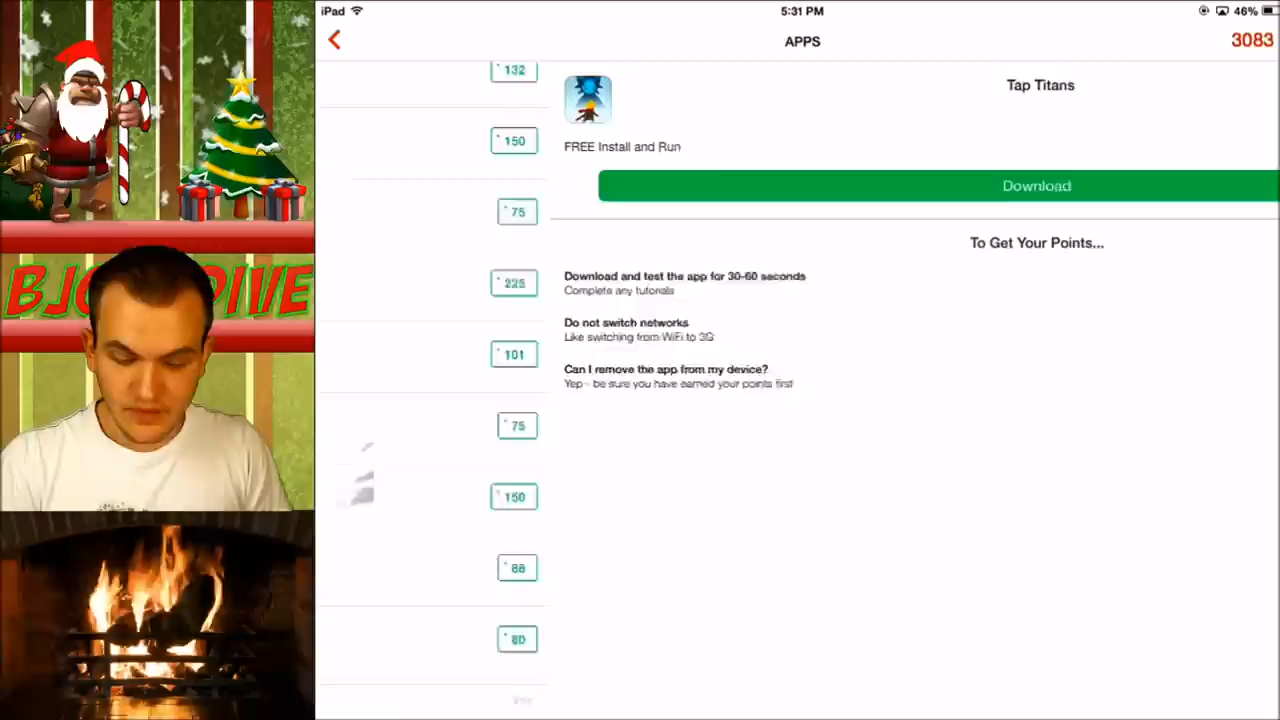 iPad
5:31 PM
46%
APPS
3083
132
150
75
225
101
75
150
88
80
Tap Titans
FREE Install and Run
Download
To Get Your Points...
Download and test the app for 30-60 seconds
Complete any tutorials
Do not switch networks
Like switching from WiFi to 3G
Can I remove the app from my device?
Yep - be sure you have earned your points first